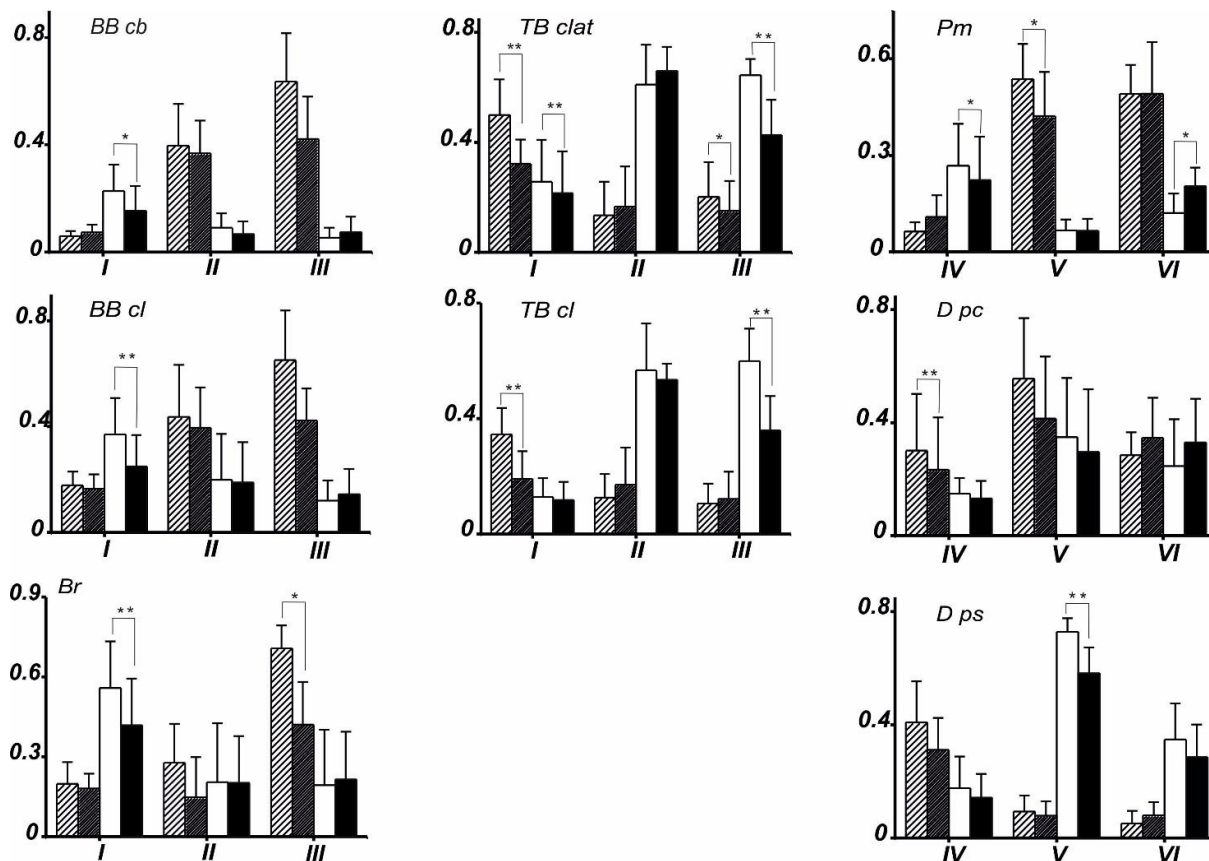 BB cb
0.8
*
0.4
0
I II III
TB clat
0.8
**
**
**
0.4
*
0
I II III
Pm
0.6
*
*
0.3
*
0
IV V VI
BB cl
0.8
**
0.4
0
I II III
TB cl
0.8
**
**
0.4
0
I II III
D pc
0.8
**
0.4
0
IV V VI
Br
0.9
**
*
0.6
0.3
0
I II III
D ps
0.8
**
0.4
0
IV V VI